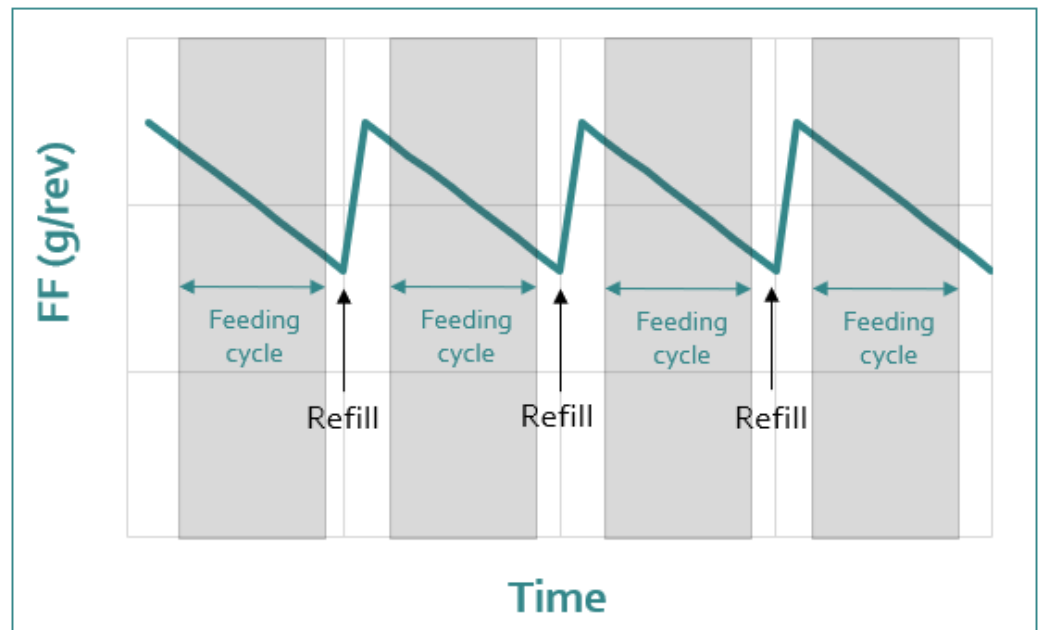 FF (g/rev)
Feeding
cycle
Feeding
cycle
Feeding
cycle
Feeding
cycle
Refill
Refill
Refill
Time